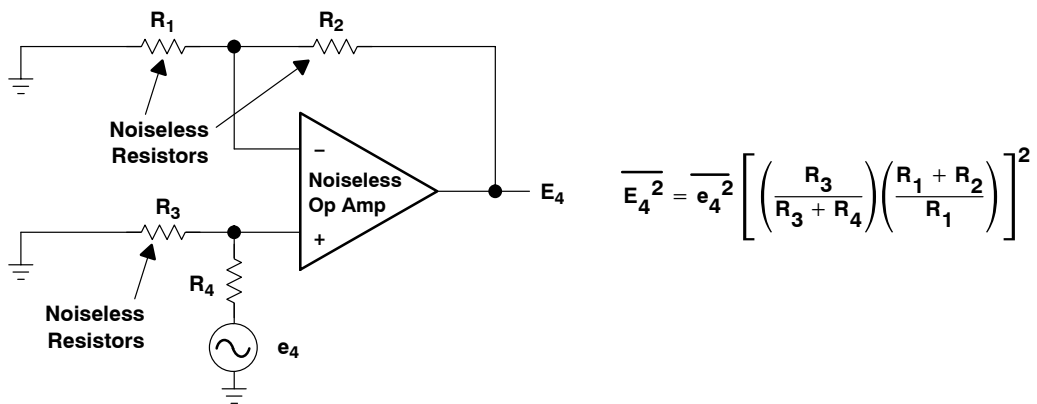 R₁
R₂
Noiseless
Resistors
−
Noiseless
Op Amp
+
E₄
R₃
R₄
Noiseless
Resistors
e₄
E₄² = e₄² [ ( R₃ / (R₃ + R₄) ) ( (R₁ + R₂) / R₁ ) ]²